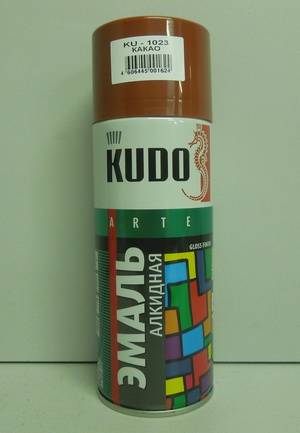 KU - 1023
КАКАО
4 606445 001624
KUDO
ARTE
GLOSS FINISH
ЭМАЛЬ
АЛКИДНАЯ